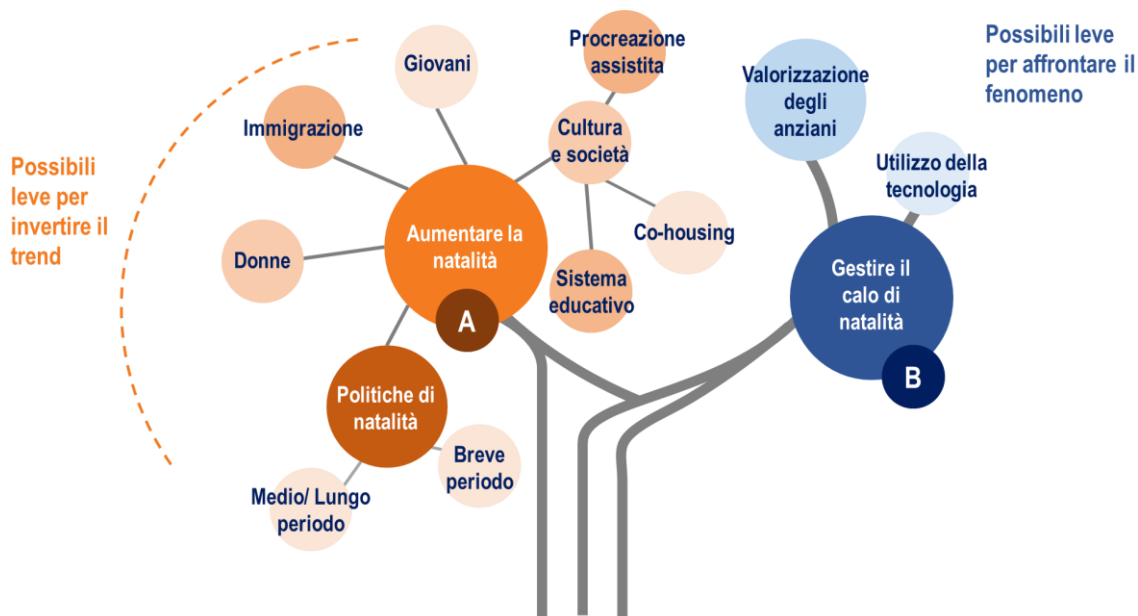 Possibili
leve per
invertire il
trend
Giovani
Immigrazione
Donne
Aumentare la
natalità
A
Politiche di
natalità
Medio/ Lungo
periodo
Breve
periodo
Procreazione
assistita
Cultura
e società
Co-housing
Sistema
educativo
Valorizzazione
degli
anziani
Utilizzo della
tecnologia
Gestire il
calo di
natalità
B
Possibili leve
per affrontare il
fenomeno